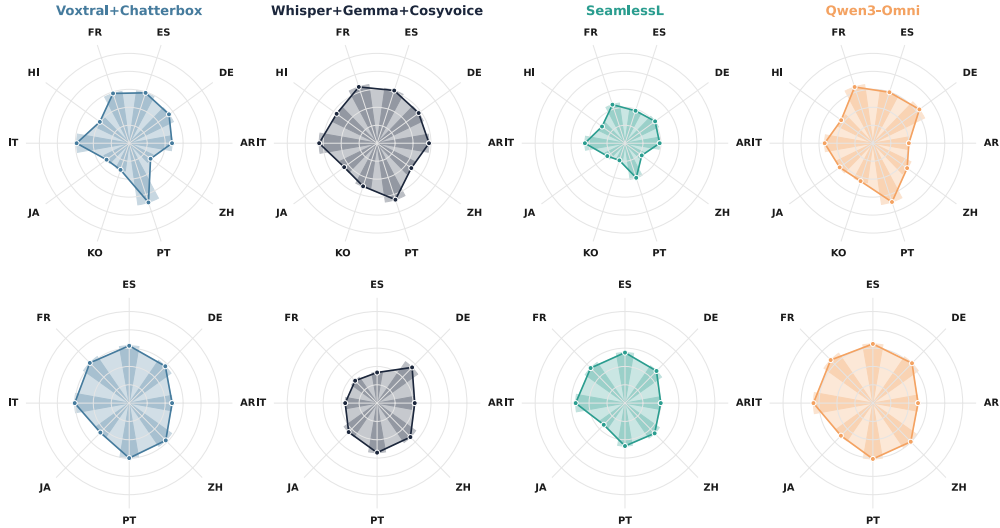 Voxtral+Chatterbox
Whisper+Gemma+Cosyvoice
SeamlessL
Qwen3-Omni
FR ES FR ES FR ES FR ES
HI DE HI DE HI DE HI DE
IT AR IT AR IT AR IT AR
JA ZH JA ZH JA ZH JA ZH
KO PT KO PT KO PT KO PT
ES ES ES ES
FR DE FR DE FR DE FR DE
IT AR IT AR IT AR IT AR
JA ZH JA ZH JA ZH JA ZH
PT PT PT PT